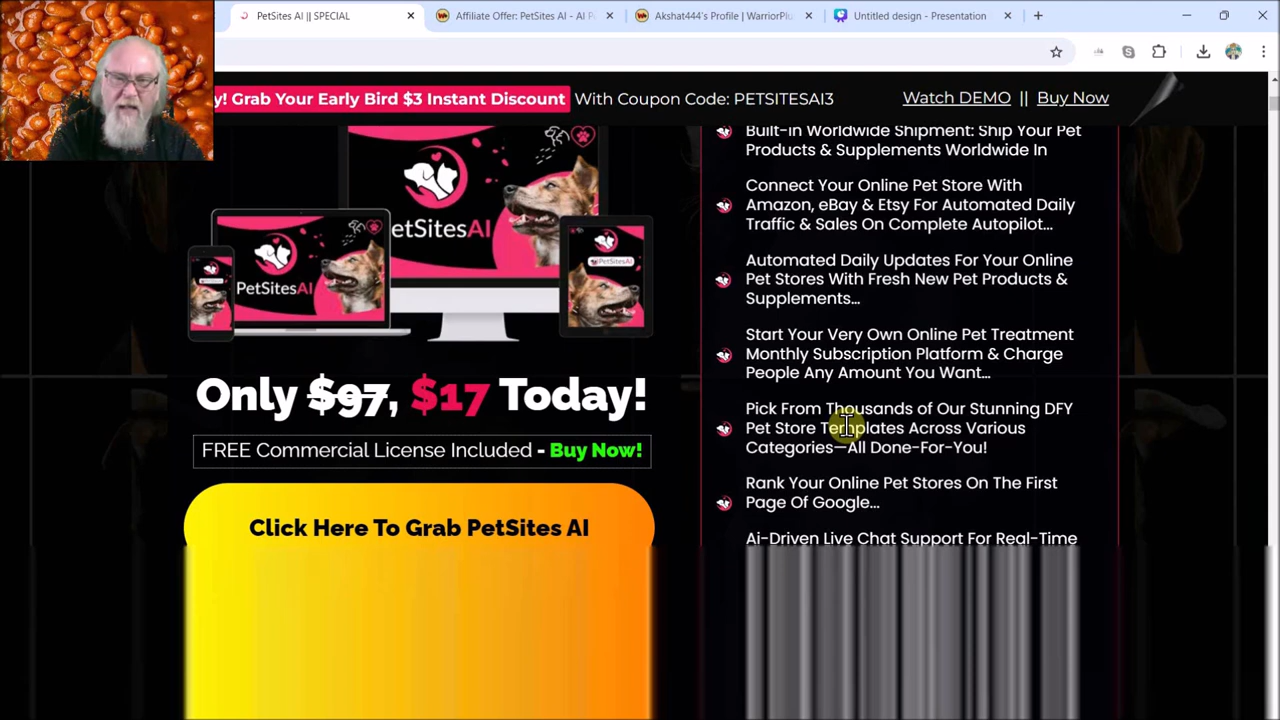 PetSites AI || SPECIAL
Affiliate Offer: PetSites AI - AI P
Akshat444's Profile | WarriorPlu
Untitled design - Presentation
y! Grab Your Early Bird $3 Instant Discount With Coupon Code: PETSITESAI3
Watch DEMO || Buy Now
etSitesAI
PetSitesAI
PetSitesAI
Only $97, $17 Today!
FREE Commercial License Included - Buy Now!
Click Here To Grab PetSites AI
Built-in Worldwide Shipment: Ship Your Pet
Products & Supplements Worldwide In
Connect Your Online Pet Store With
Amazon, eBay & Etsy For Automated Daily
Traffic & Sales On Complete Autopilot...
Automated Daily Updates For Your Online
Pet Stores With Fresh New Pet Products &
Supplements...
Start Your Very Own Online Pet Treatment
Monthly Subscription Platform & Charge
People Any Amount You Want...
Pick From Thousands of Our Stunning DFY
Pet Store Templates Across Various
Categories—All Done-For-You!
Rank Your Online Pet Stores On The First
Page Of Google...
Ai-Driven Live Chat Support For Real-Time